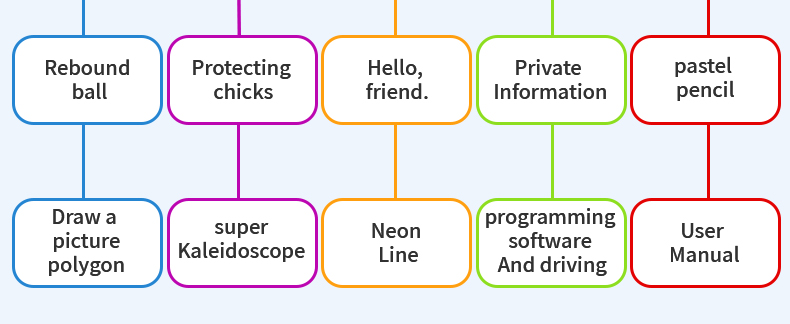 Rebound
ball
Protecting
chicks
Hello,
friend.
Private
Information
pastel
pencil
Draw a
picture
polygon
super
Kaleidoscope
Neon
Line
programming
software
And driving
User
Manual